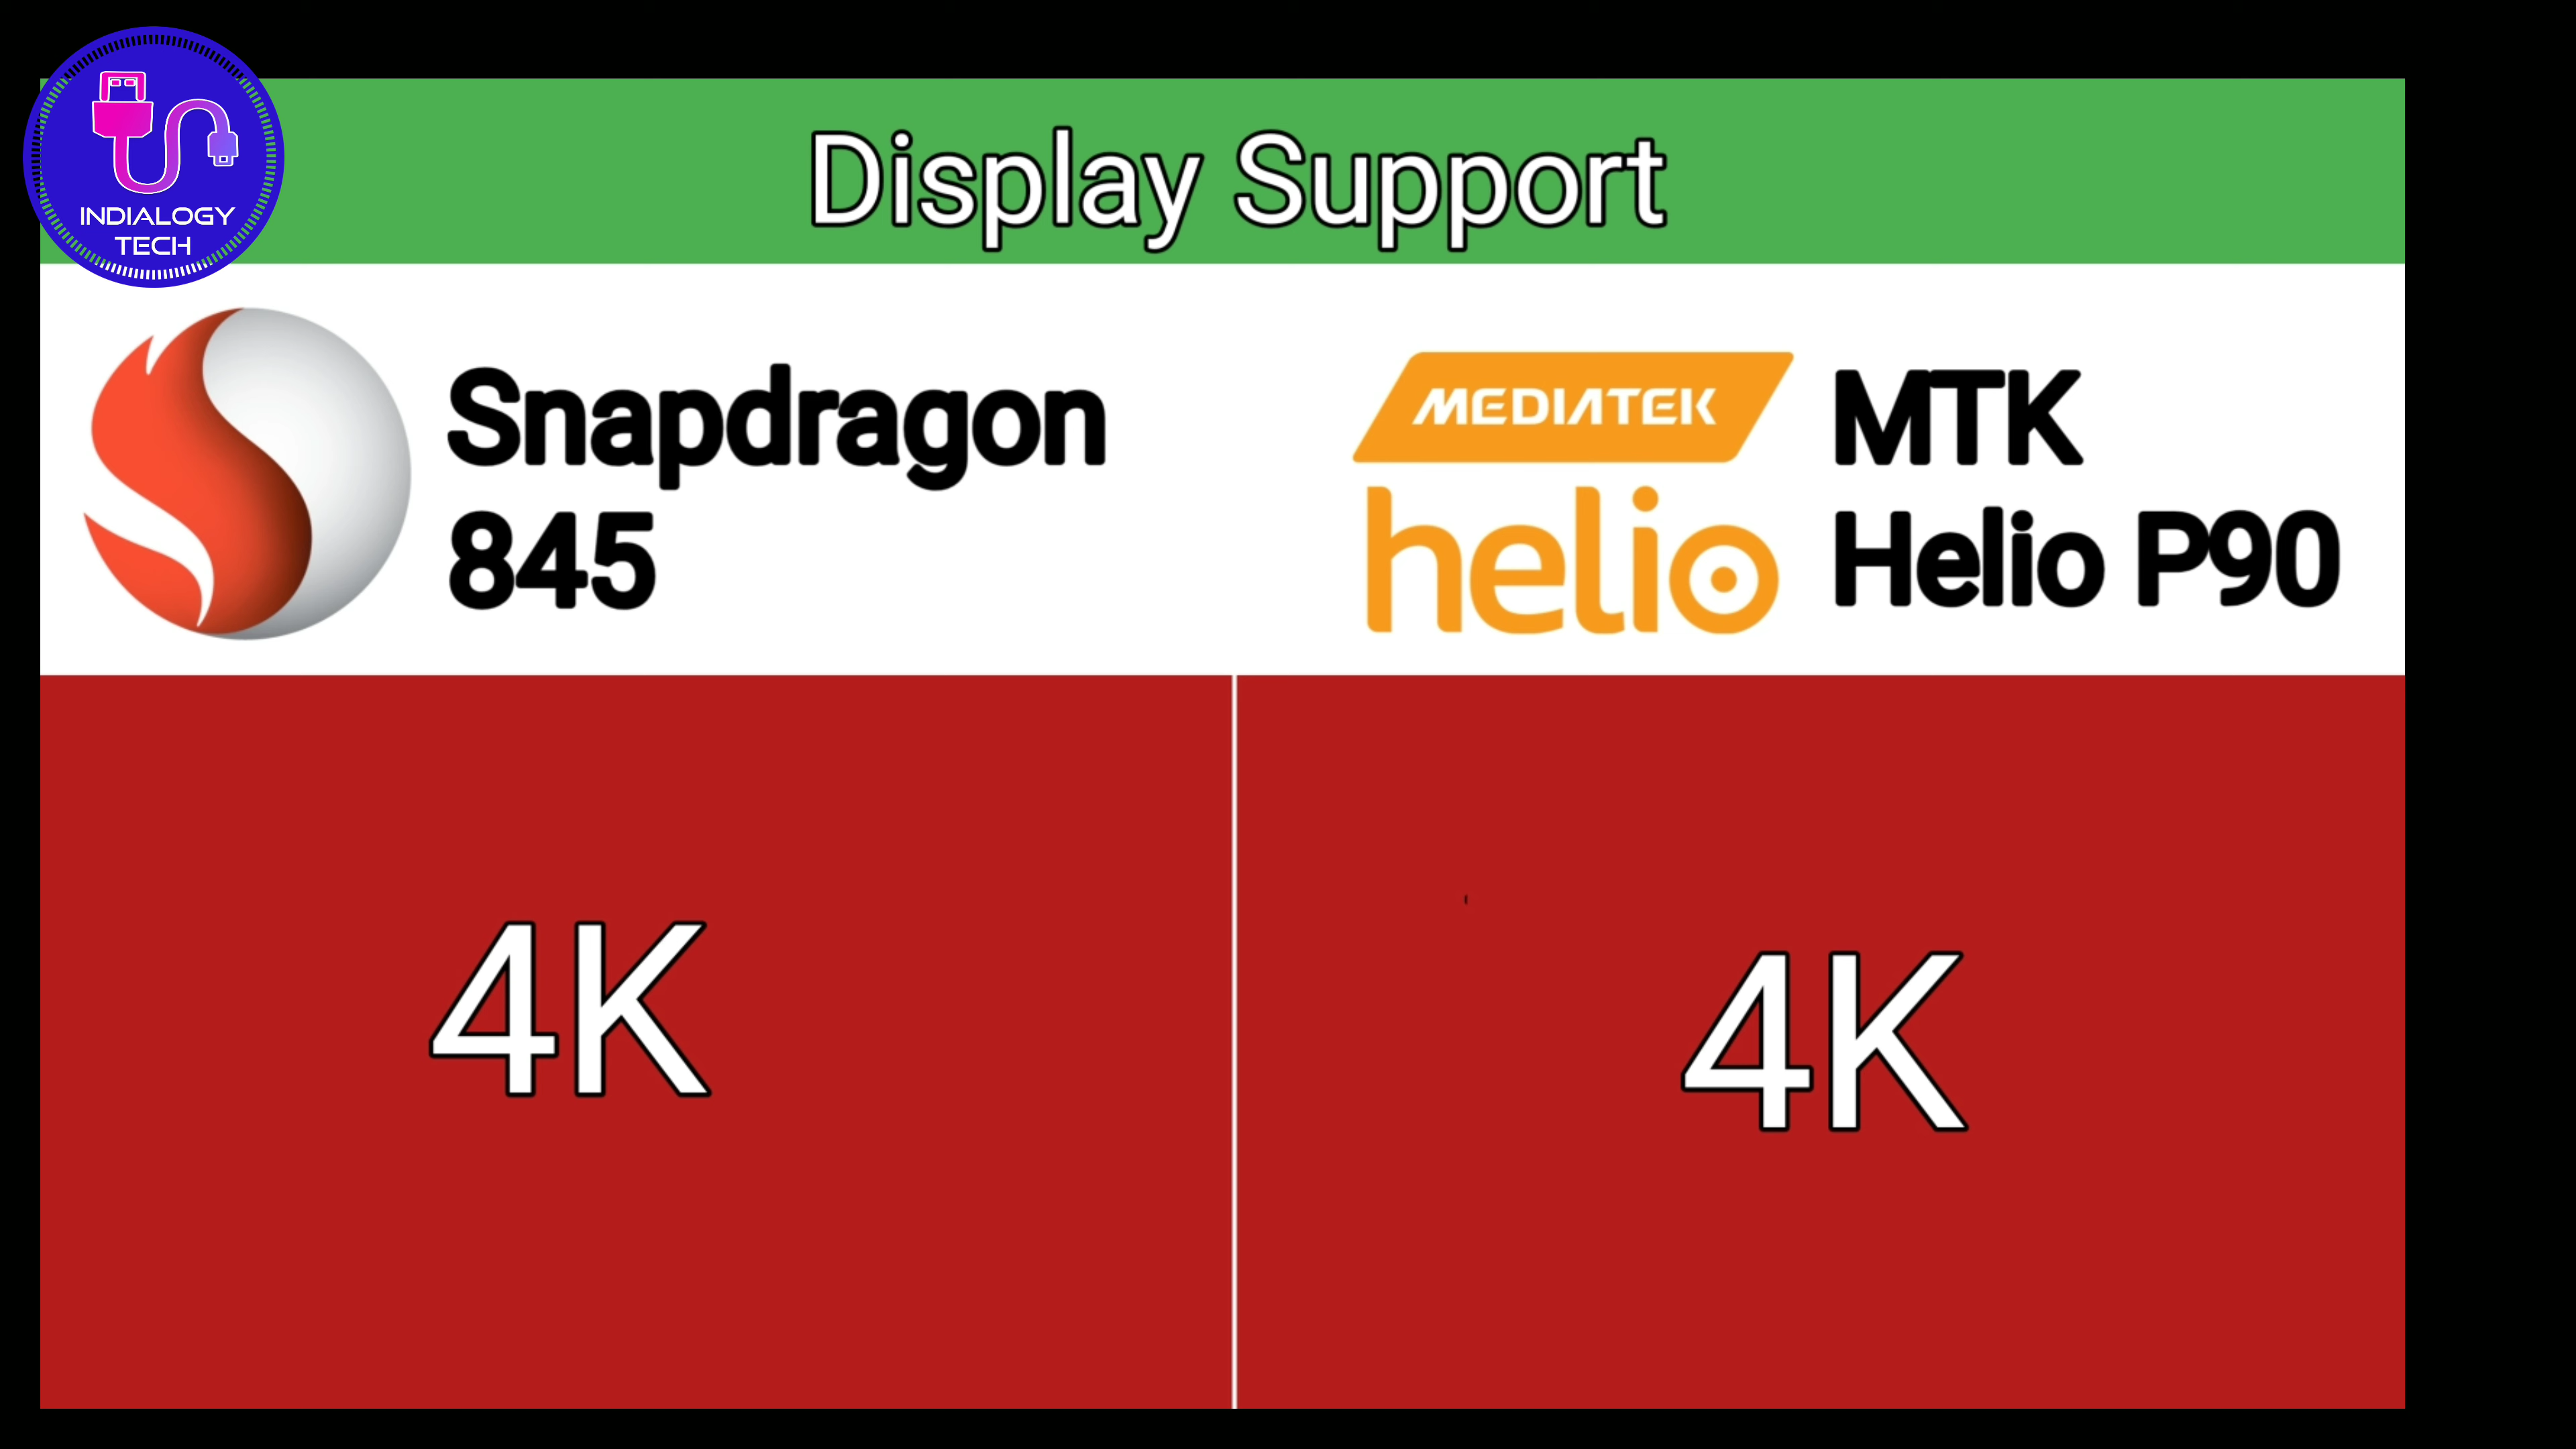 INDIALOGY
TECH
Display Support
Snapdragon
845
MEDIATEK
helio
MTK
Helio P90
4K
4K